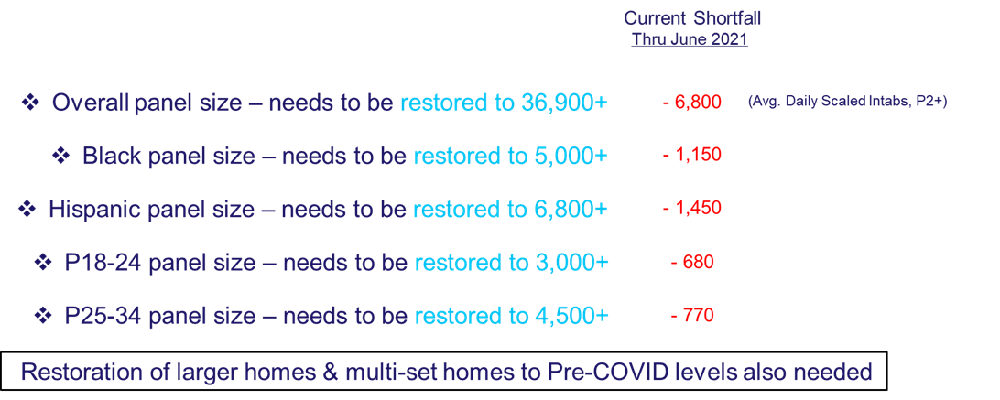 Current Shortfall
Thru June 2021
❖ Overall panel size – needs to be restored to 36,900+ - 6,800 (Avg. Daily Scaled Intabs, P2+)
❖ Black panel size – needs to be restored to 5,000+ - 1,150
❖ Hispanic panel size – needs to be restored to 6,800+ - 1,450
❖ P18-24 panel size – needs to be restored to 3,000+ - 680
❖ P25-34 panel size – needs to be restored to 4,500+ - 770
Restoration of larger homes & multi-set homes to Pre-COVID levels also needed